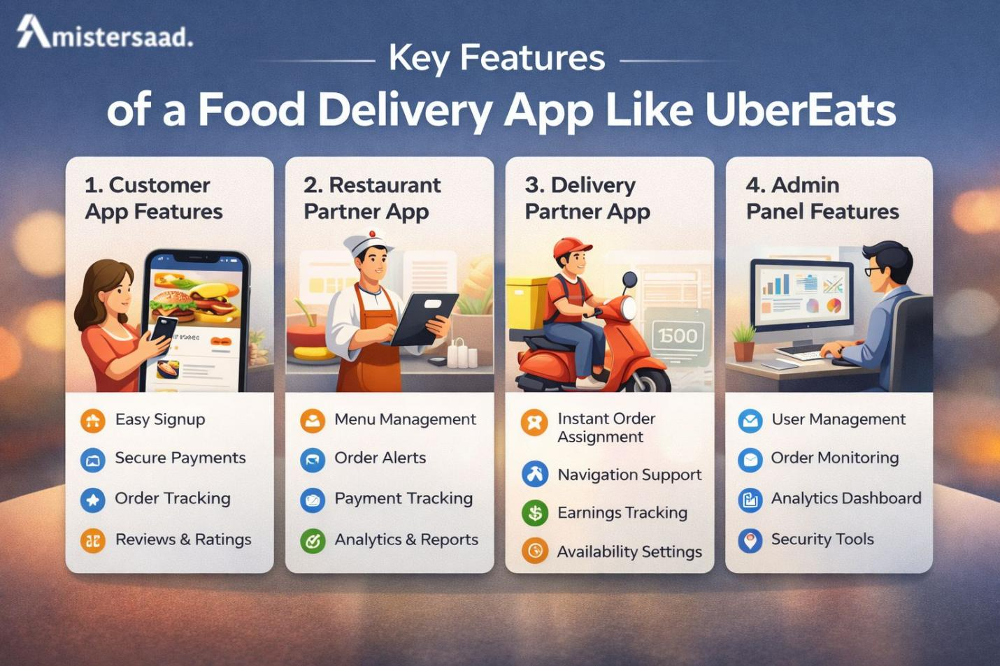 Amistersaad.
Key Features
of a Food Delivery App Like UberEats
1. Customer
App Features
Easy Signup
Secure Payments
Order Tracking
Reviews & Ratings
2. Restaurant
Partner App
Menu Management
Order Alerts
Payment Tracking
Analytics & Reports
3. Delivery
Partner App
1500
Instant Order
Assignment
Navigation Support
Earnings Tracking
Availability Settings
4. Admin
Panel Features
User Management
Order Monitoring
Analytics Dashboard
Security Tools